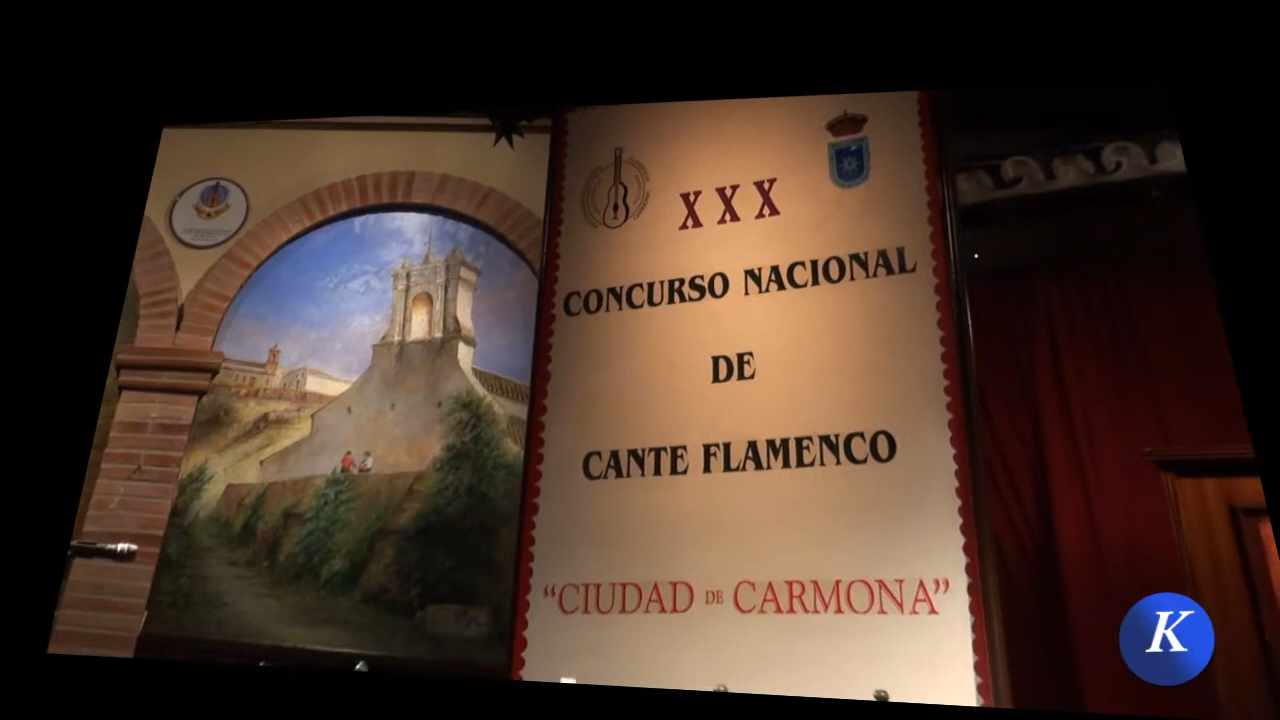 XXX
CONCURSO NACIONAL
DE
CANTE FLAMENCO
“CIUDAD DE CARMONA”
K